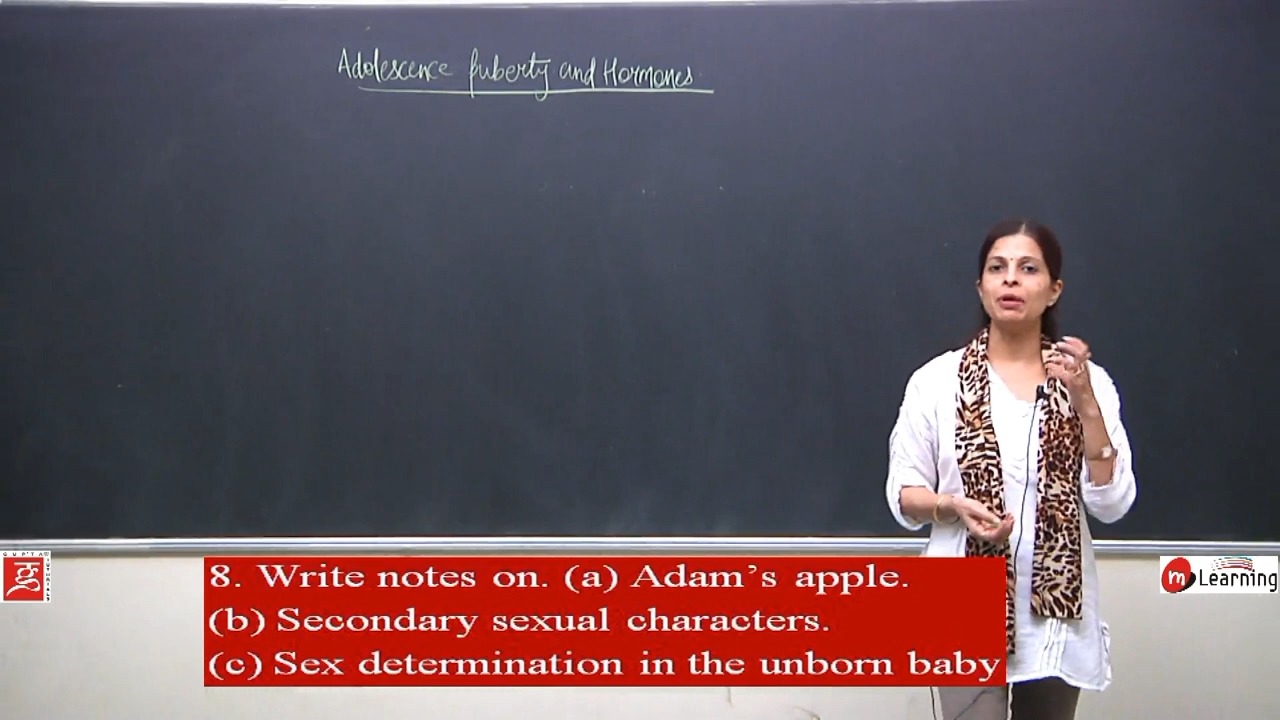 Adolescence puberty and Hormones
8. Write notes on. (a) Adam's apple.
(b) Secondary sexual characters.
(c) Sex determination in the unborn baby
GUPTA
m Learning